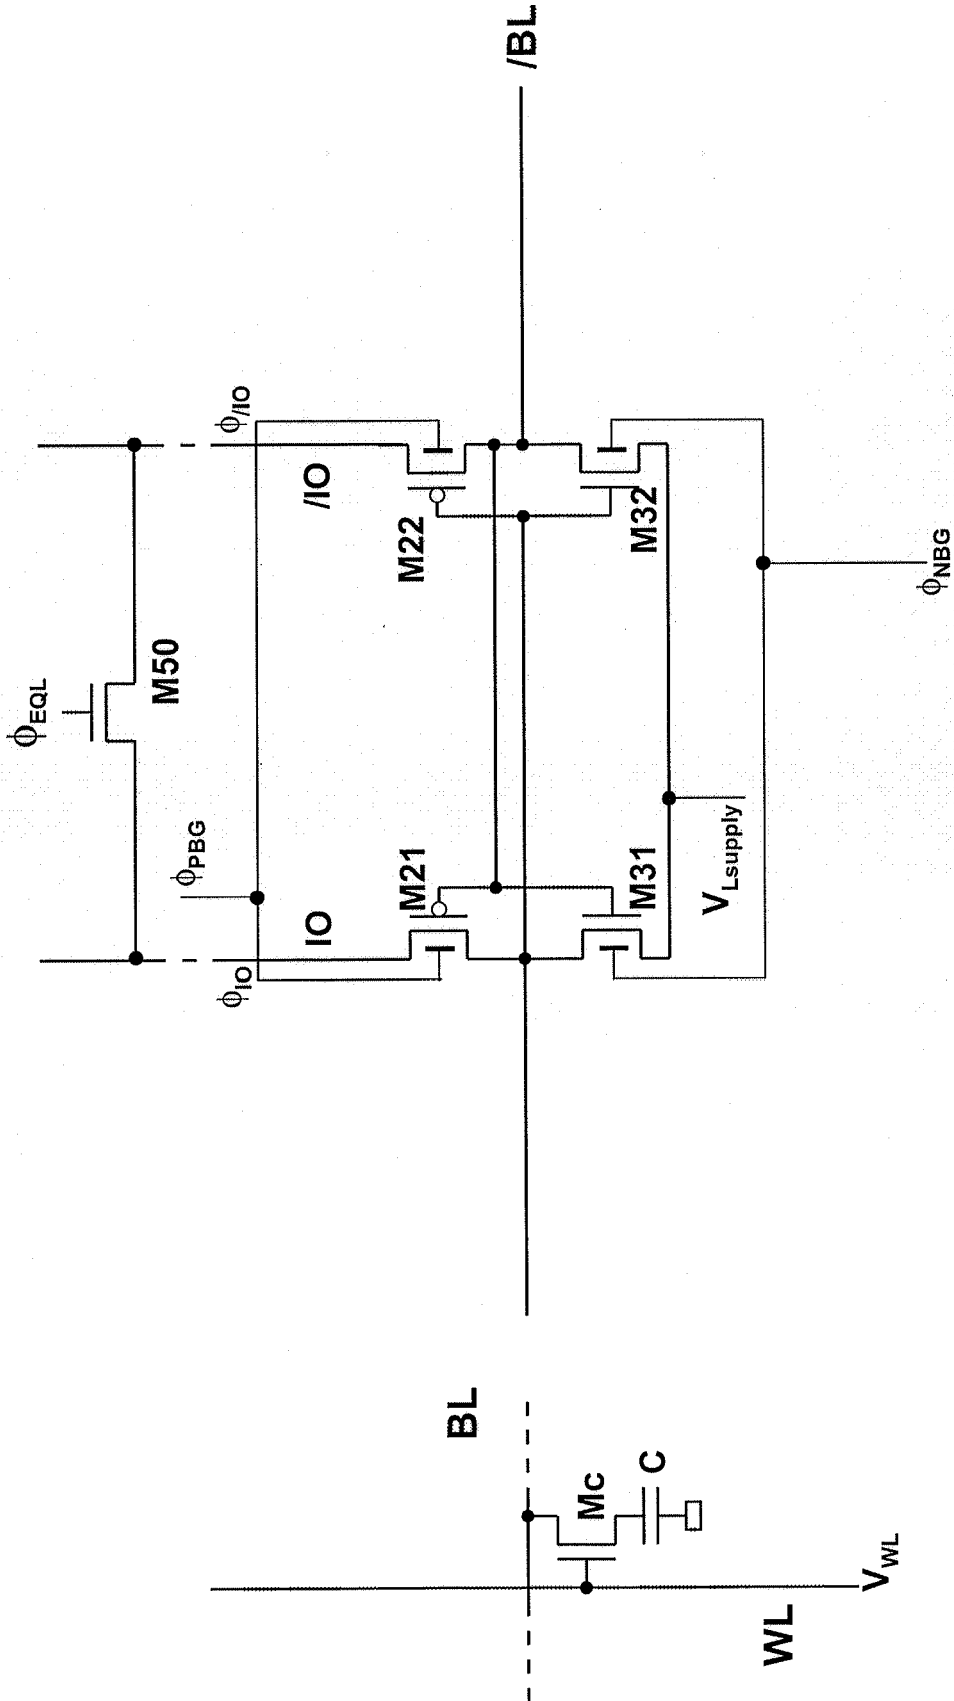 /BL
ϕ/IO
/IO
M22
M32
ϕEQL
M50
ϕNBG
ϕPBG
M21
M31
VLsupply
IO
ϕIO
BL
Mc
C
VWL
WL